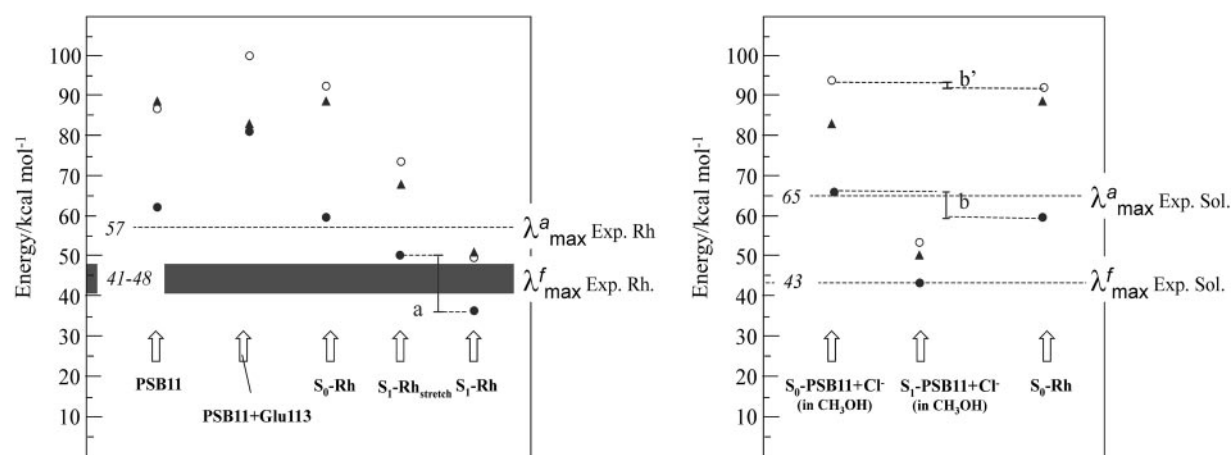 Energy/kcal mol⁻¹
100
90
80
70
60
50
40
30
20
10
57
41-48
a
λᵃmax Exp. Rh
λᶠmax Exp. Rh.
PSB11
PSB11+Glu113
S₀-Rh
S₁-Rhstretch
S₁-Rh
Energy/kcal mol⁻¹
100
90
80
70
60
50
40
30
20
10
b’
65
b
43
λᵃmax Exp. Sol.
λᶠmax Exp. Sol.
S₀-PSB11+Cl⁻
(in CH₃OH)
S₁-PSB11+Cl⁻
(in CH₃OH)
S₀-Rh